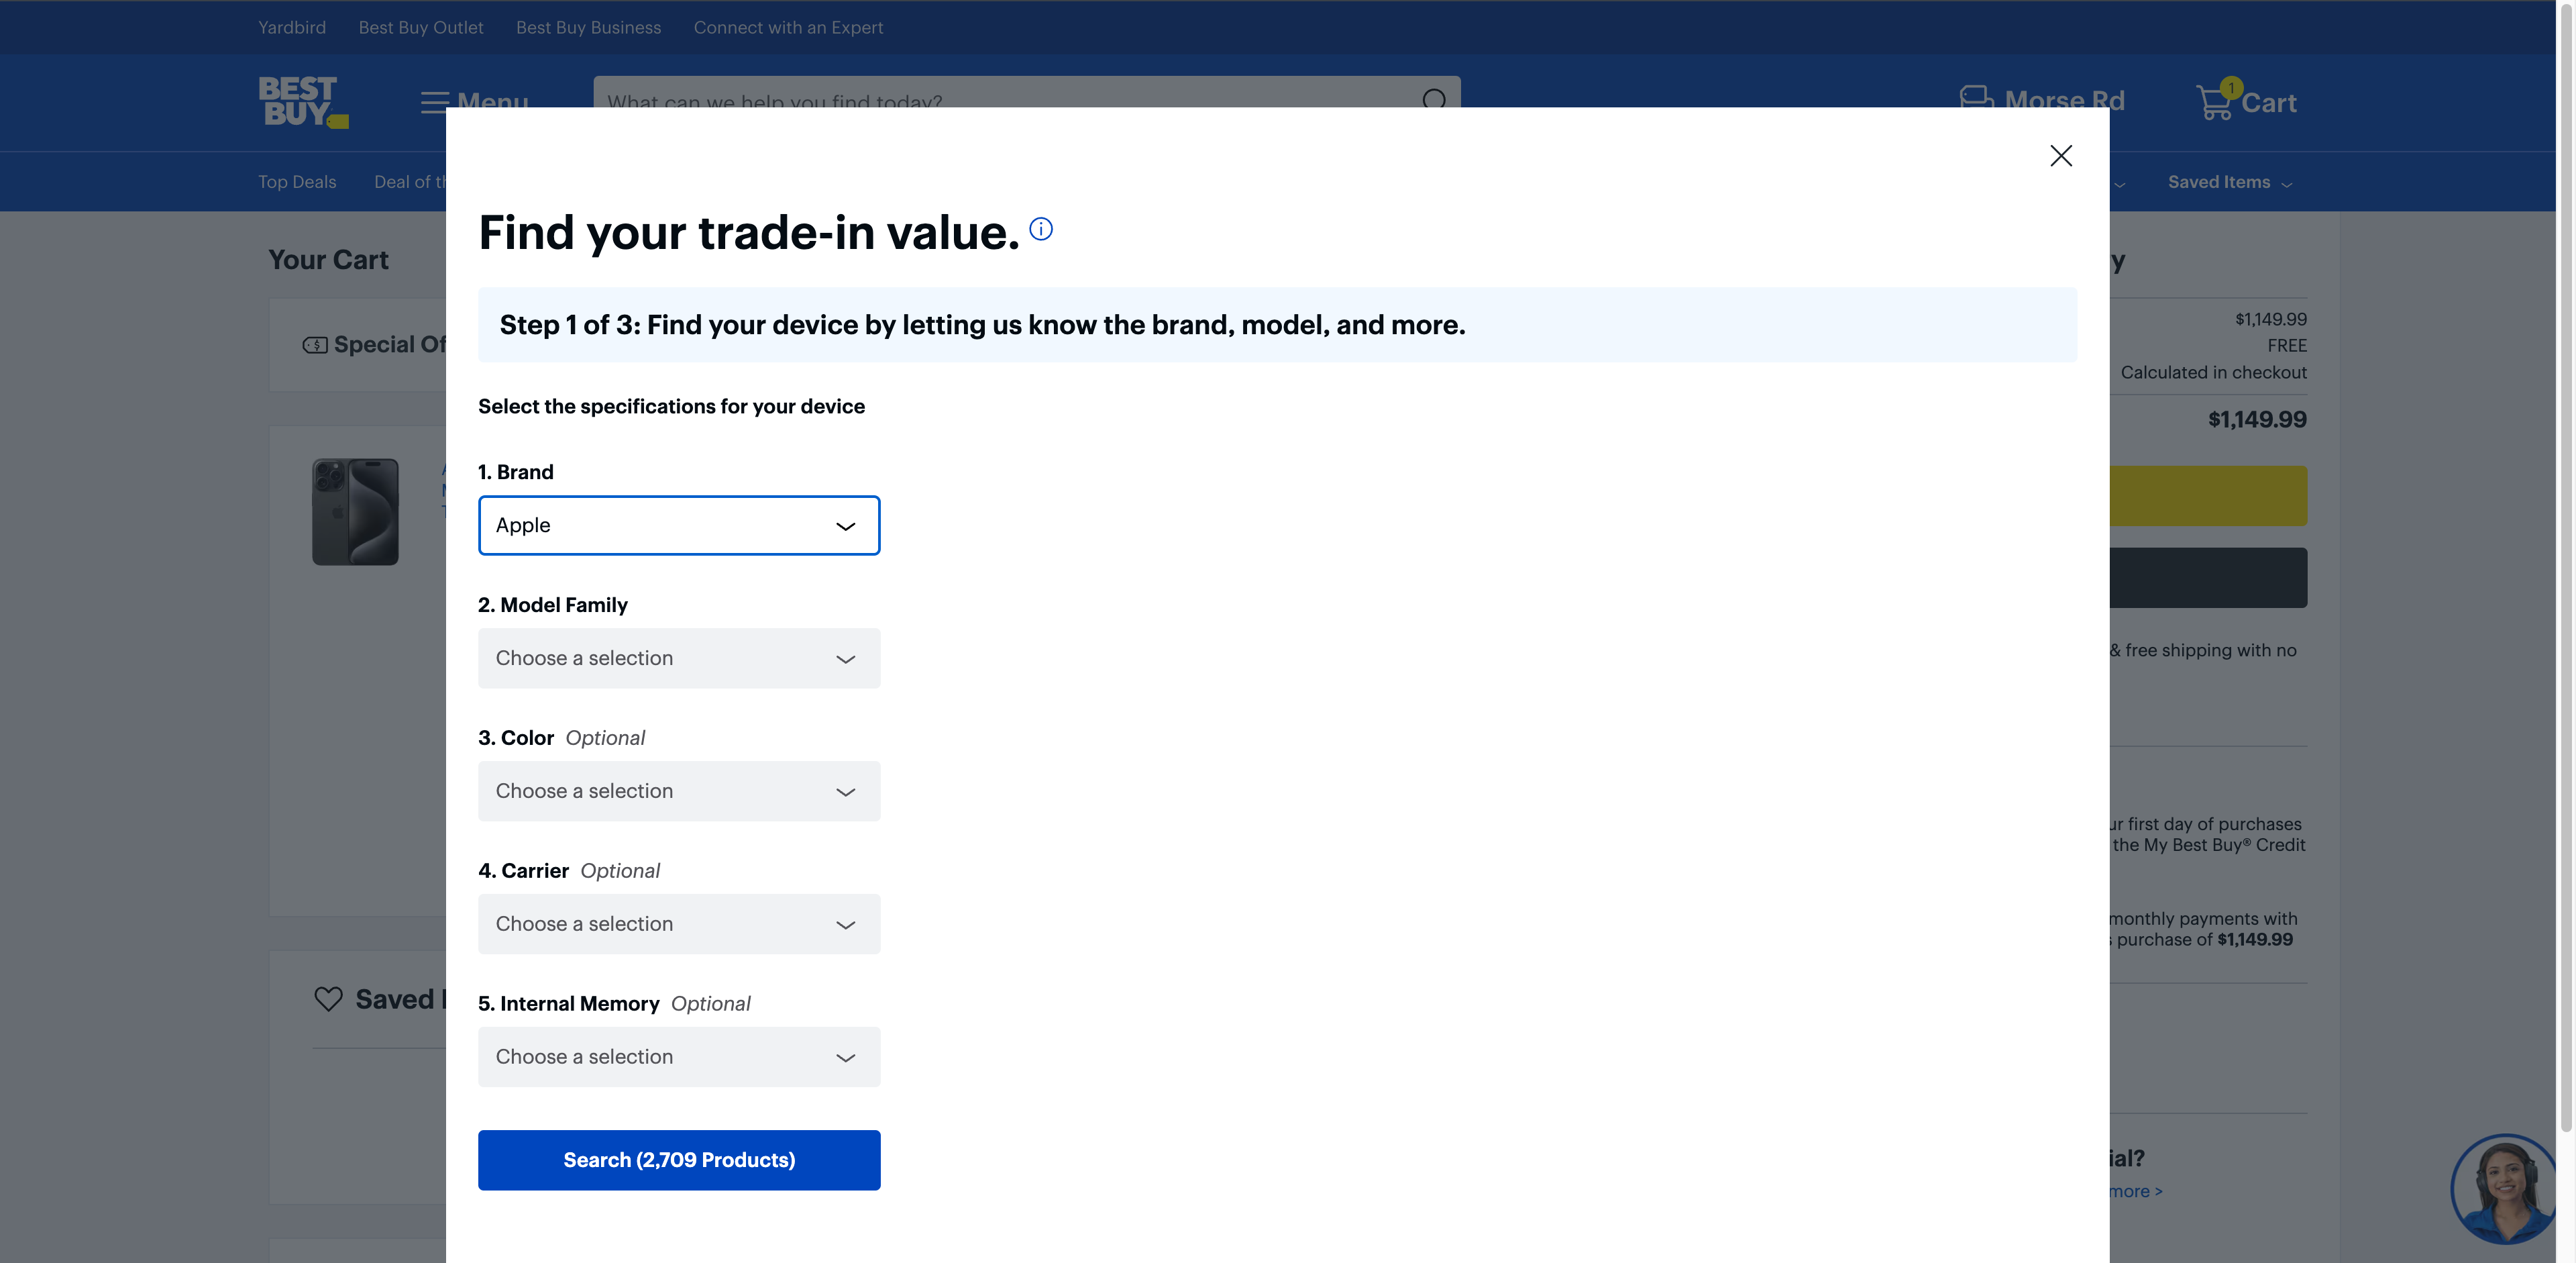 Yardbird Best Buy Outlet Best Buy Business Connect with an Expert
BEST
BUY
Menu
What can we help you find today?
Morse Rd
1
Cart
Top Deals Deal of
Saved Items
Find your trade-in value.
Your Cart
Step 1 of 3: Find your device by letting us know the brand, model, and more.
$1,149.99
Special
FREE
Calculated in checkout
Select the specifications for your device
$1,149.99
1. Brand
Apple
2. Model Family
Choose a selection
& free shipping with no
3. Color Optional
Choose a selection
first day of purchases
the My Best Buy® Credit
4. Carrier Optional
Choose a selection
monthly payments with
purchase of $1,149.99
5. Internal Memory Optional
Saved
Choose a selection
Search (2,709 Products)
more >